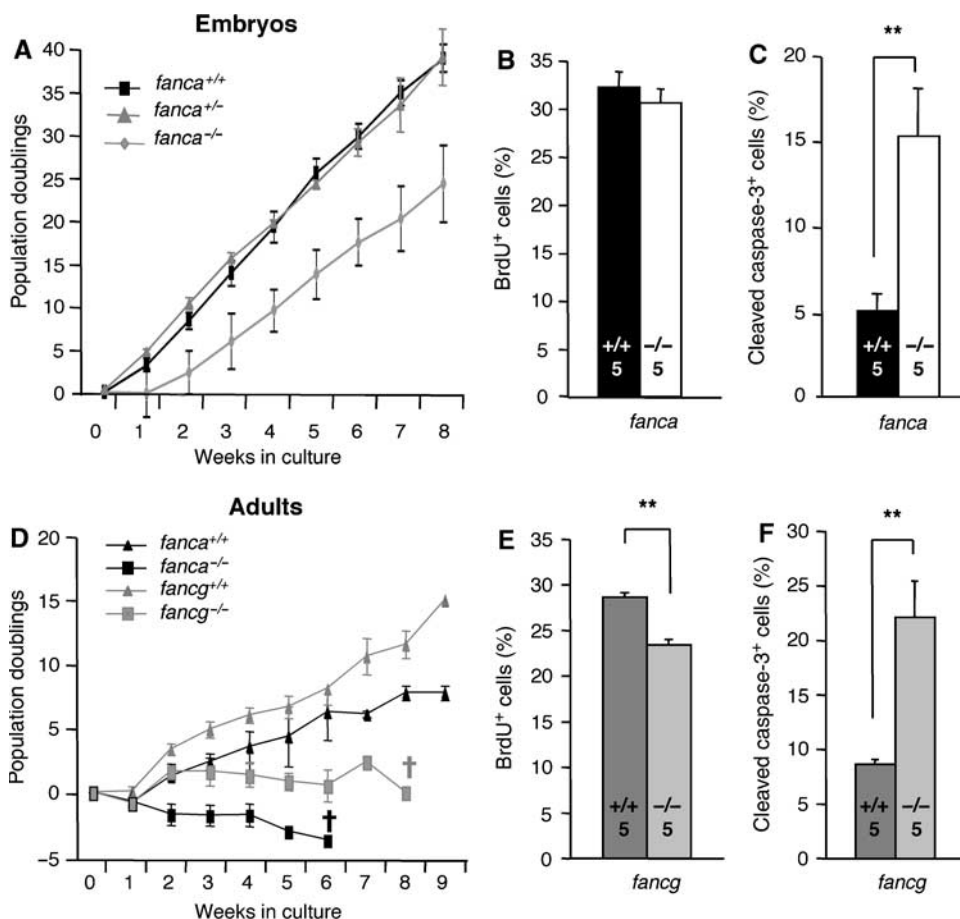 Embryos
A
Population doublings
40
35
30
25
20
15
10
5
0
fanca+/+
fanca+/−
fanca−/−
0 1 2 3 4 5 6 7 8
Weeks in culture
B
BrdU+ cells (%)
35
30
25
20
15
10
35
5
0
+/+ −/−
5 5
fanca
C
**
Cleaved caspase-3+ cells (%)
20
15
10
5
0
+/+ −/−
5 5
fanca
Adults
D
Population doublings
20
15
10
5
0
−5
fanca+/+
fanca−/−
fancg+/+
fancg−/−
†
†
0 1 2 3 4 5 6 7 8 9
Weeks in culture
E
**
BrdU+ cells (%)
35
30
25
20
15
10
5
0
+/+ −/−
5 5
fancg
F
**
Cleaved caspase-3+ cells (%)
30
25
20
15
10
5
0
+/+ −/−
5 5
fancg